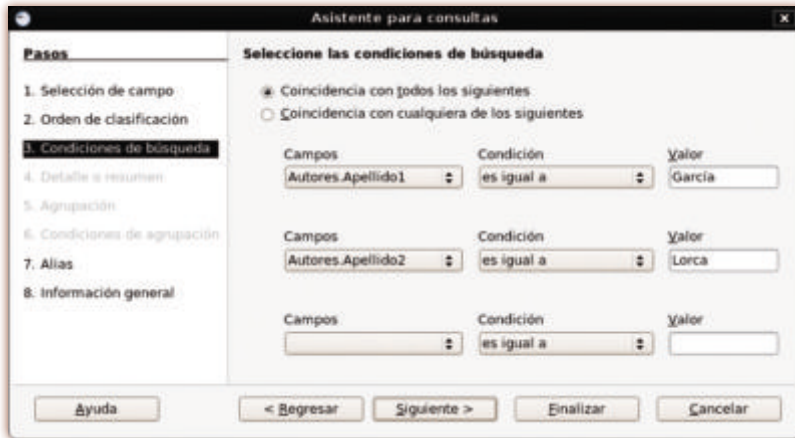 Asistente para consultas
Pasos
1. Selección de campo
2. Orden de clasificación
3. Condiciones de búsqueda
4. Detalle o resumen
5. Agrupación
6. Condiciones de agrupación
7. Alias
8. Información general
Seleccione las condiciones de búsqueda
Coincidencia con todos los siguientes
Coincidencia con cualquiera de los siguientes
Campos Condición Valor
Autores.Apellido1 es igual a García
Campos Condición Valor
Autores.Apellido2 es igual a Lorca
Campos Condición Valor
es igual a
Ayuda < Regresar Siguiente > Finalizar Cancelar